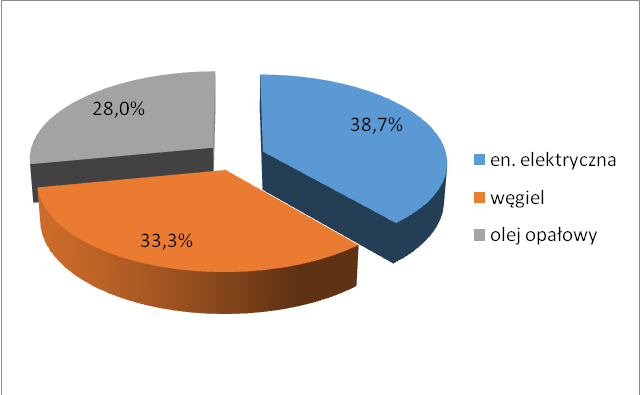 28,0%
38,7%
33,3%
en. elektryczna
węgiel
olej opałowy